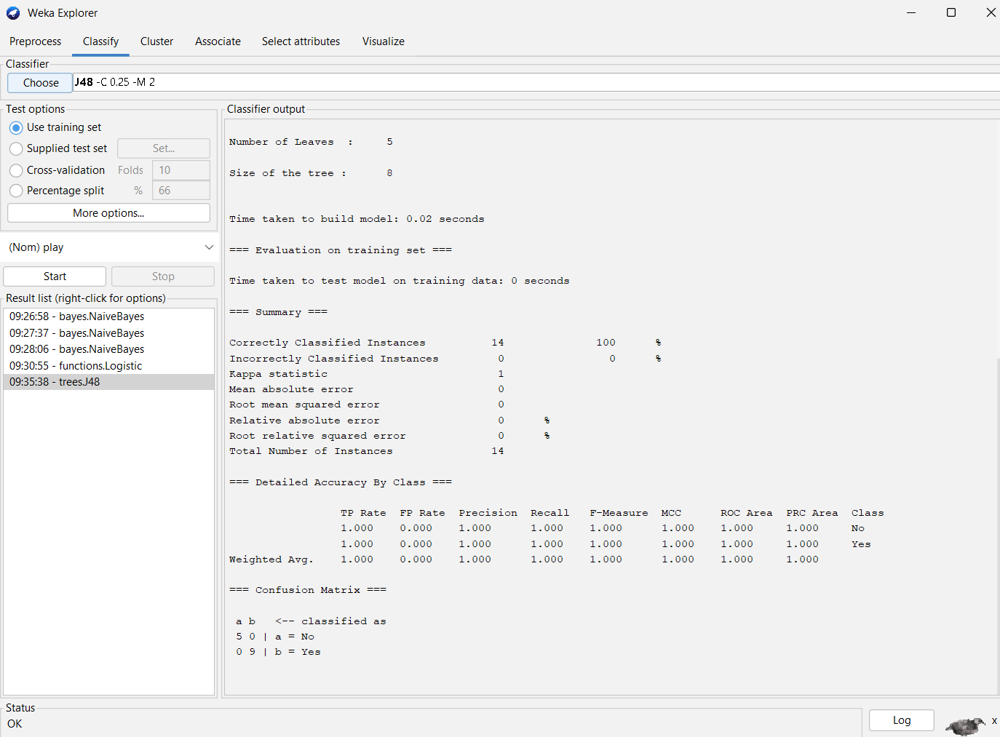 Weka Explorer
Preprocess Classify Cluster Associate Select attributes Visualize
Classifier
Choose J48 -C 0.25 -M 2
Test options
Use training set
Supplied test set Set...
Cross-validation Folds 10
Percentage split % 66
More options...
(Nom) play
Start Stop
Result list (right-click for options)
09:26:58 - bayes.NaiveBayes
09:27:37 - bayes.NaiveBayes
09:28:06 - bayes.NaiveBayes
09:30:55 - functions.Logistic
09:35:38 - trees.J48
Classifier output
Number of Leaves : 5
Size of the tree : 8
Time taken to build model: 0.02 seconds
=== Evaluation on training set ===
Time taken to test model on training data: 0 seconds
=== Summary ===
Correctly Classified Instances 14 100 %
Incorrectly Classified Instances 0 0 %
Kappa statistic 1
Mean absolute error 0
Root mean squared error 0
Relative absolute error 0 %
Root relative squared error 0 %
Total Number of Instances 14
=== Detailed Accuracy By Class ===
TP Rate FP Rate Precision Recall F-Measure MCC ROC Area PRC Area Class
1.000 0.000 1.000 1.000 1.000 1.000 1.000 1.000 No
1.000 0.000 1.000 1.000 1.000 1.000 1.000 1.000 Yes
Weighted Avg. 1.000 0.000 1.000 1.000 1.000 1.000 1.000 1.000
=== Confusion Matrix ===
a b <-- classified as
5 0 | a = No
0 9 | b = Yes
Status
OK
Log
x